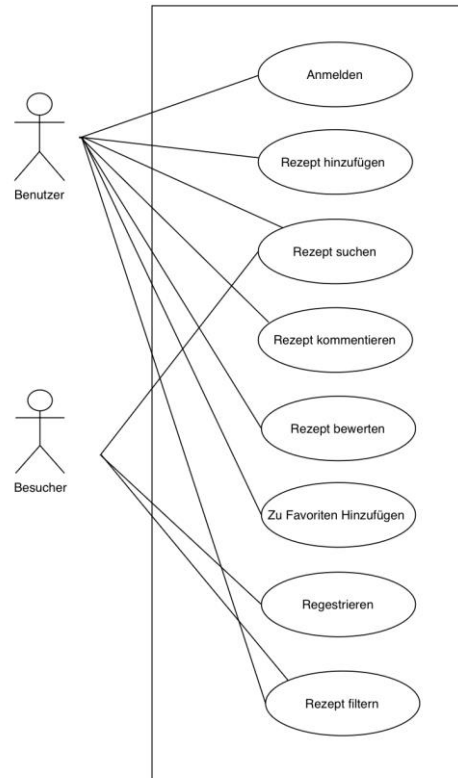 Anmelden
Rezept hinzufügen
Benutzer
Rezept suchen
Rezept kommentieren
Rezept bewerten
Besucher
Zu Favoriten Hinzufügen
Regestrieren
Rezept filtern